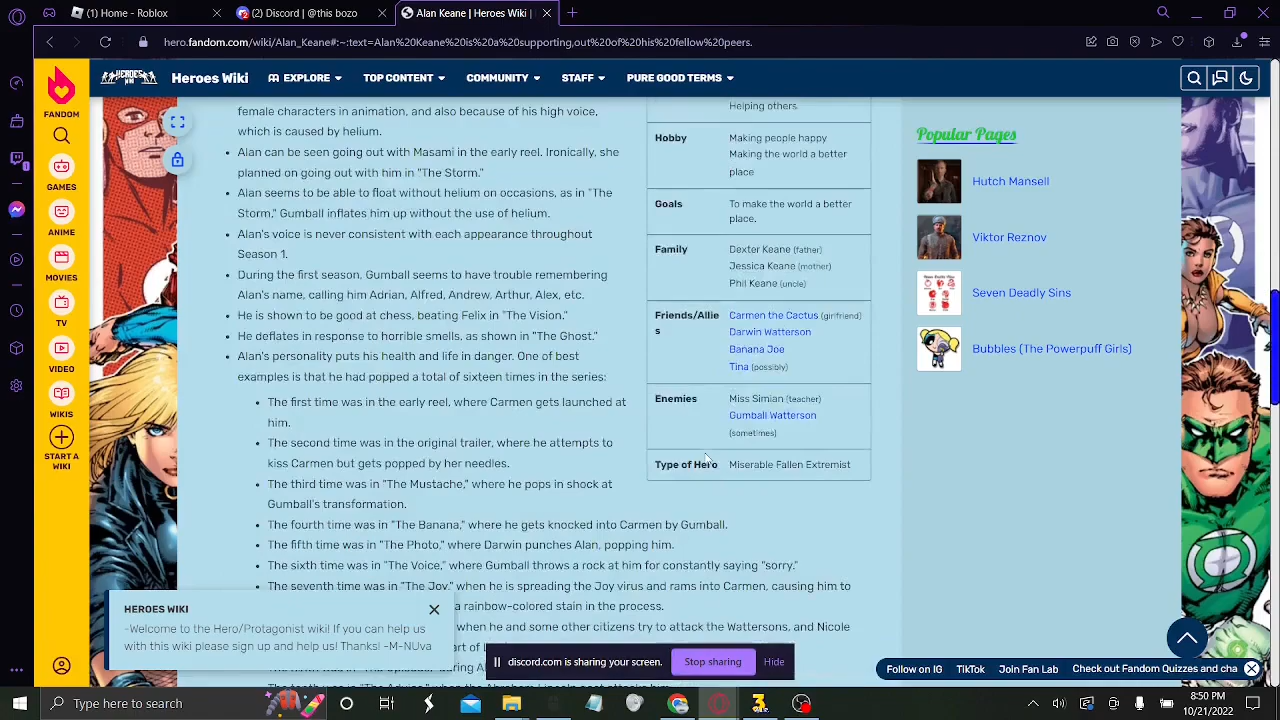 (1) Home - Roblox
Discord | @this box
Alan Keane | Heroes Wiki |
hero.fandom.com/wiki/Alan_Keane#:~:text=Alan%20Keane%20is%20a%20supporting,out%20of%20his%20fellow%20peers.
FANDOM
GAMES
ANIME
MOVIES
TV
VIDEO
WIKIS
START A
WIKI
Heroes Wiki
EXPLORE
TOP CONTENT
COMMUNITY
STAFF
PURE GOOD TERMS
female characters in animation, and also because of his high voice,
which is caused by helium.
• Alan can be seen going out with Masami in the early reel. Ironically, she
planned on going out with him in "The Storm."
• Alan seems to be able to float without helium on occasions, as in "The
Storm." Gumball inflates him up without the use of helium.
• Alan's voice is never consistent with each appearance throughout
Season 1.
• During the first season, Gumball seems to have trouble remembering
Alan's name, calling him Adrian, Alfred, Andrew, Arthur, Alex, etc.
• He is shown to be good at chess, beating Felix in "The Vision."
• He deflates in response to horrible smells, as shown in "The Ghost."
• Alan's personality puts his health and life in danger. One of best
examples is that he had popped a total of sixteen times in the series:
• The first time was in the early reel, where Carmen gets launched at
him.
• The second time was in the original trailer, where he attempts to
kiss Carmen but gets popped by her needles.
• The third time was in "The Mustache," where he pops in shock at
Gumball's transformation.
• The fourth time was in "The Banana," where he gets knocked into Carmen by Gumball.
• The fifth time was in "The Photo," where Darwin punches Alan, popping him.
• The sixth time was in "The Voice," where Gumball throws a rock at him for constantly saying "sorry."
• The seventh time was in "The Joy," when he is spreading the Joy virus and rams into Carmen, causing him to
a rainbow-colored stain in the process.
when he and some other citizens try to attack the Wattersons, and Nicole
Helping others.
Hobby
Making people happy
Making the world a better
place
Goals
To make the world a better
place.
Family
Dexter Keane (father)
Jessica Keane (mother)
Phil Keane (uncle)
Friends/Allie
s
Carmen the Cactus (girlfriend)
Darwin Watterson
Banana Joe
Tina (possibly)
Enemies
Miss Simian (teacher)
Gumball Watterson
(sometimes)
Type of Hero
Miserable Fallen Extremist
Popular Pages
Hutch Mansell
Viktor Reznov
Seven Deadly Sins
Bubbles (The Powerpuff Girls)
HEROES WIKI
-Welcome to the Hero/Protagonist wiki! If you can help us
with this wiki please sign up and help us! Thanks! -M-NUva
discord.com is sharing your screen.
Stop sharing
Hide
Follow on IG
TikTok
Join Fan Lab
Check out Fandom Quizzes and cha
Type here to search
8:50 PM
10/21/2022